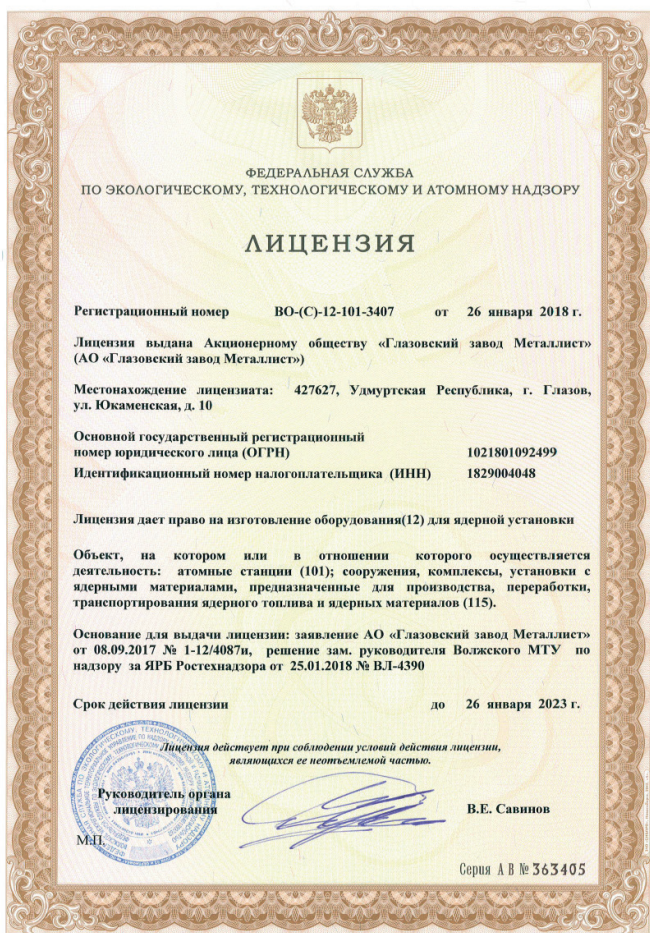 ФЕДЕРАЛЬНАЯ СЛУЖБА
ПО ЭКОЛОГИЧЕСКОМУ, ТЕХНОЛОГИЧЕСКОМУ И АТОМНОМУ НАДЗОРУ
ЛИЦЕНЗИЯ
Регистрационный номер ВО-(С)-12-101-3407 от 26 января 2018 г.
Лицензия выдана Акционерному обществу «Глазовский завод Металлист»
(АО «Глазовский завод Металлист»)
Местонахождение лицензиата: 427627, Удмуртская Республика, г. Глазов,
ул. Юкаменская, д. 10
Основной государственный регистрационный
номер юридического лица (ОГРН) 1021801092499
Идентификационный номер налогоплательщика (ИНН) 1829004048
Лицензия дает право на изготовление оборудования(12) для ядерной установки
Объект, на котором или в отношении которого осуществляется
деятельность: атомные станции (101); сооружения, комплексы, установки с
ядерными материалами, предназначенные для производства, переработки,
транспортирования ядерного топлива и ядерных материалов (115).
Основание для выдачи лицензии: заявление АО «Глазовский завод Металлист»
от 08.09.2017 № 1-12/4087и, решение зам. руководителя Волжского МТУ по
надзору за ЯРБ Ростехнадзора от 25.01.2018 № ВЛ-4390
Срок действия лицензии до 26 января 2023 г.
Лицензия действует при соблюдении условий действия лицензии,
являющихся ее неотъемлемой частью.
Руководитель органа
лицензирования В.Е. Савинов
М.П.
Серия А В № 363405